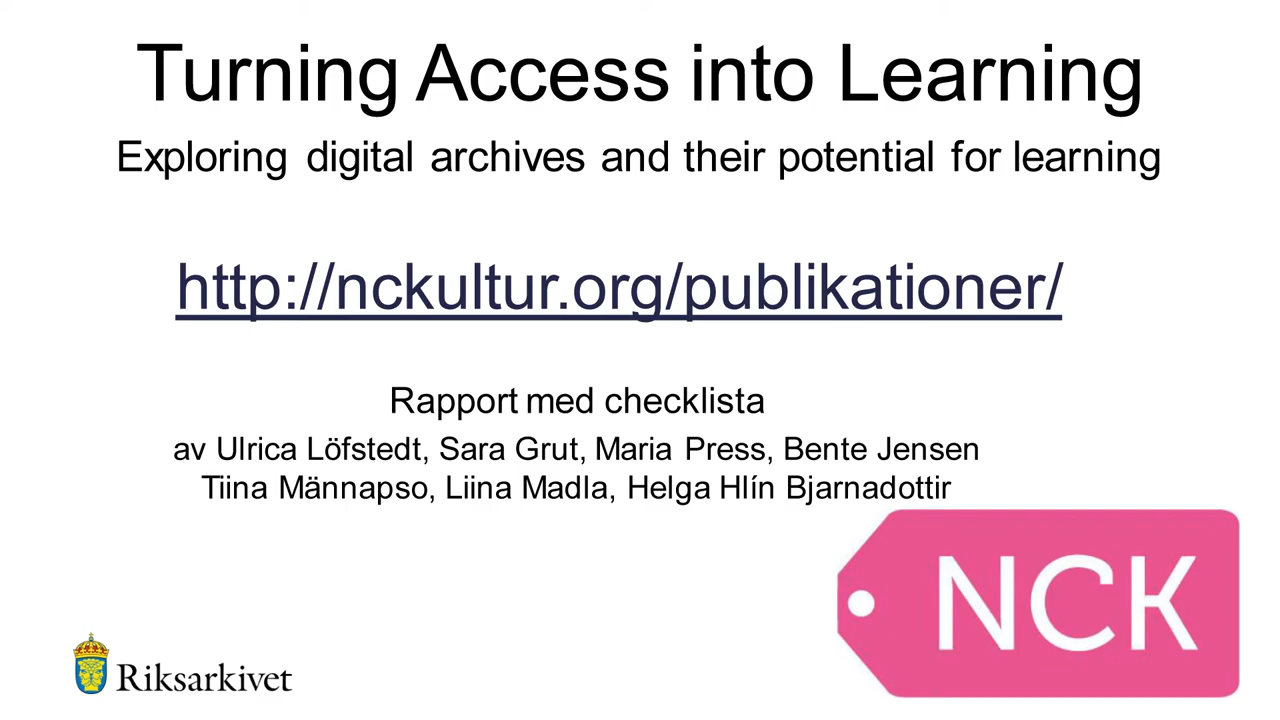 Turning Access into Learning
Exploring digital archives and their potential for learning
http://nckultur.org/publikationer/
Rapport med checklista
av Ulrica Löfstedt, Sara Grut, Maria Press, Bente Jensen
Tiina Männapso, Liina Madla, Helga Hlín Bjarnadottir
NCK
Riksarkivet